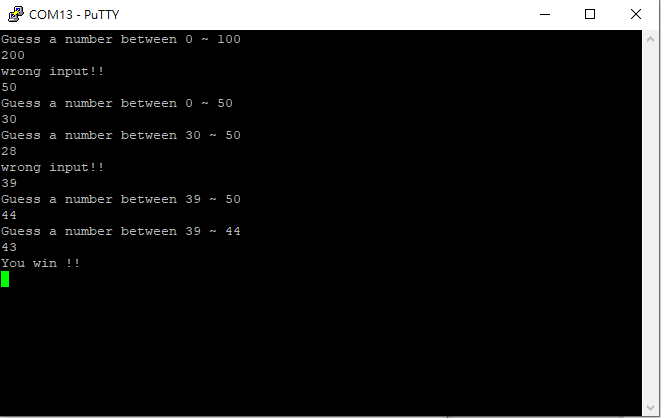 COM13 - PuTTY
Guess a number between 0 ~ 100
200
wrong input!!
50
Guess a number between 0 ~ 50
30
Guess a number between 30 ~ 50
28
wrong input!!
39
Guess a number between 39 ~ 50
44
Guess a number between 39 ~ 44
43
You win !!